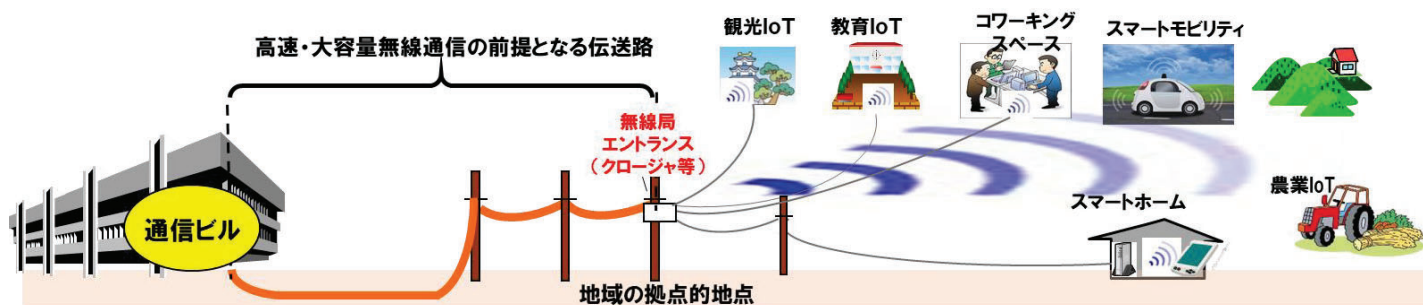 高速・大容量無線通信の前提となる伝送路
観光IoT
教育IoT
コワーキング
スペース
スマートモビリティ
無線局
エントランス
（クロージャ等）
通信ビル
スマートホーム
農業IoT
地域の拠点的地点